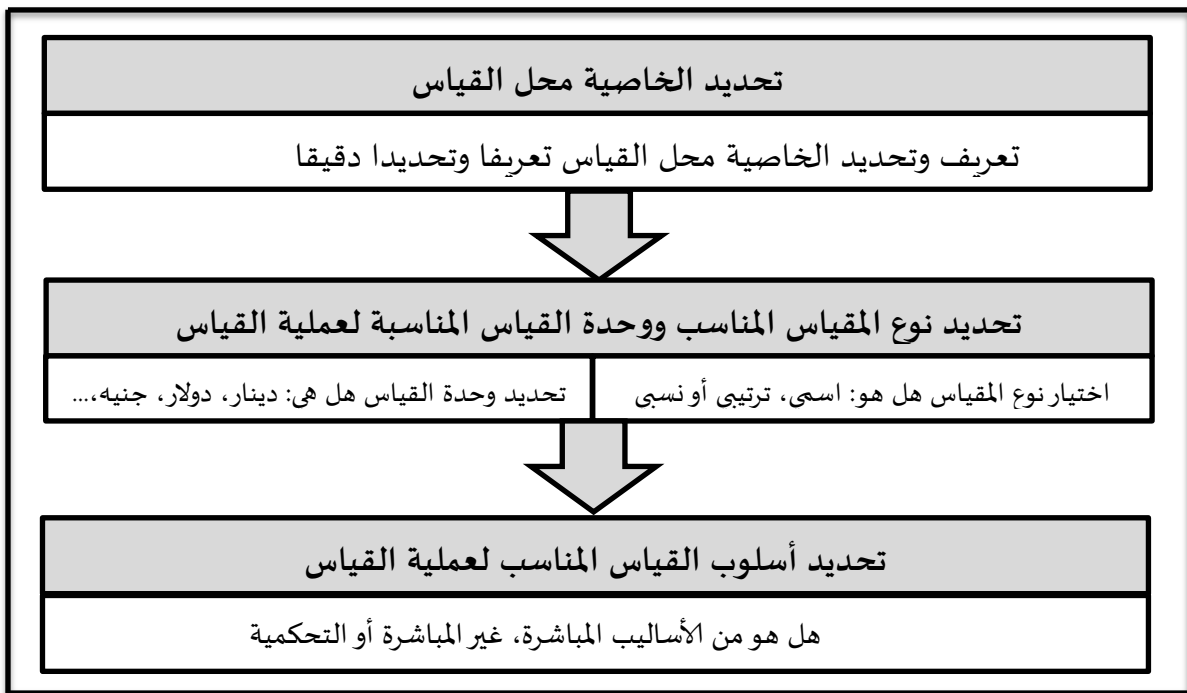 تحديد الخاصية محل القياس
تعريف وتحديد الخاصية محل القياس تعريفا وتحديدا دقيقا
تحديد نوع المقياس المناسب ووحدة القياس المناسبة لعملية القياس
اختيار نوع المقياس هل هو: اسمى، ترتيبى أو نسبى
تحديد وحدة القياس هل هى: دينار، دولار، جنيه،...
تحديد أسلوب القياس المناسب لعملية القياس
هل هو من الأساليب المباشرة، غير المباشرة أو التحكمية